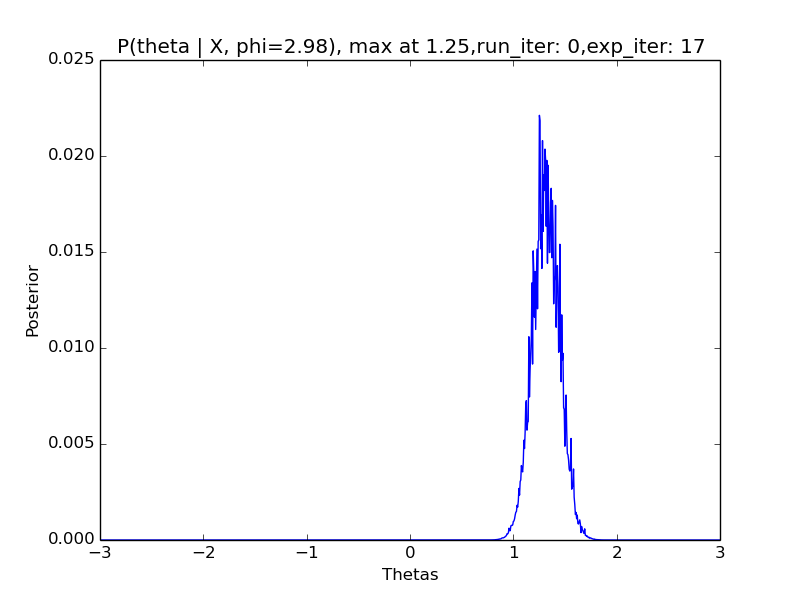 P(theta | X, phi=2.98), max at 1.25,run_iter: 0,exp_iter: 17
0.025
0.020
0.015
0.010
0.005
0.000
Posterior
−3 −2 −1 0 1 2 3
Thetas